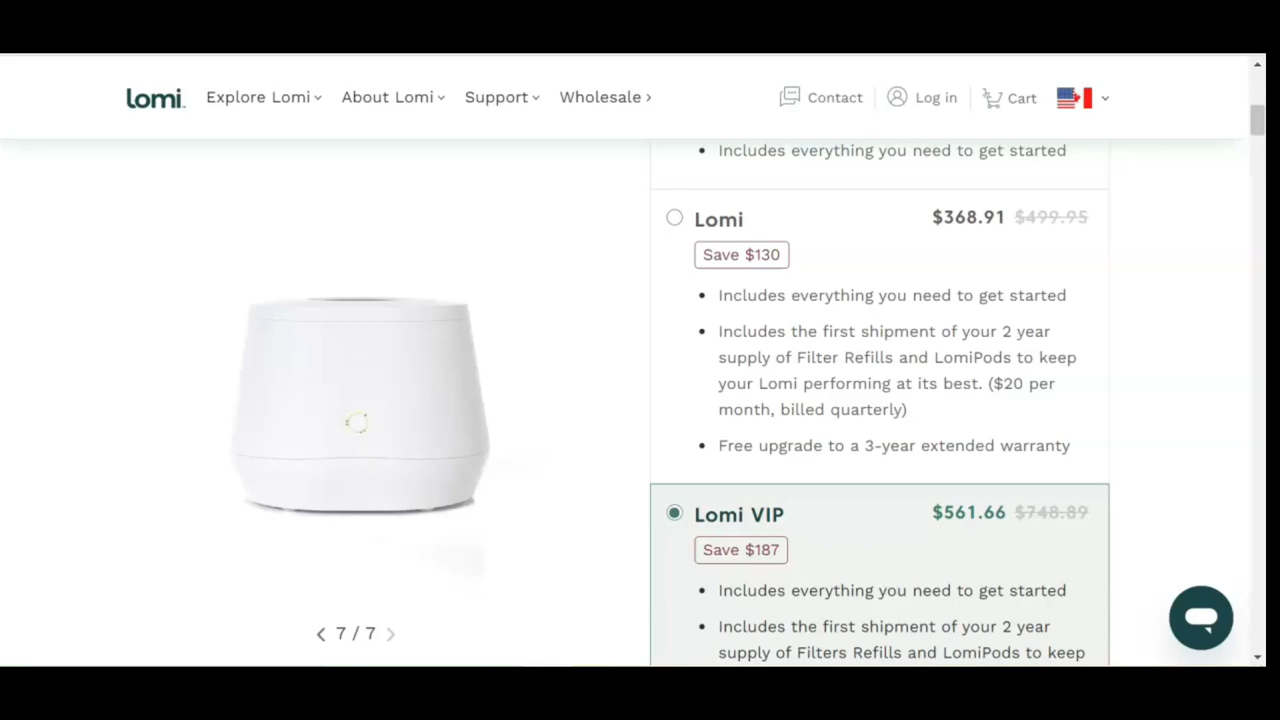 lomi
Explore Lomi
About Lomi
Support
Wholesale
Contact
Log in
Cart
• Includes everything you need to get started
Lomi
$368.91 $499.95
Save $130
• Includes everything you need to get started
• Includes the first shipment of your 2 year
supply of Filter Refills and LomiPods to keep
your Lomi performing at its best. ($20 per
month, billed quarterly)
• Free upgrade to a 3-year extended warranty
Lomi VIP
$561.66 $748.89
Save $187
• Includes everything you need to get started
• Includes the first shipment of your 2 year
supply of Filters Refills and LomiPods to keep
7 / 7